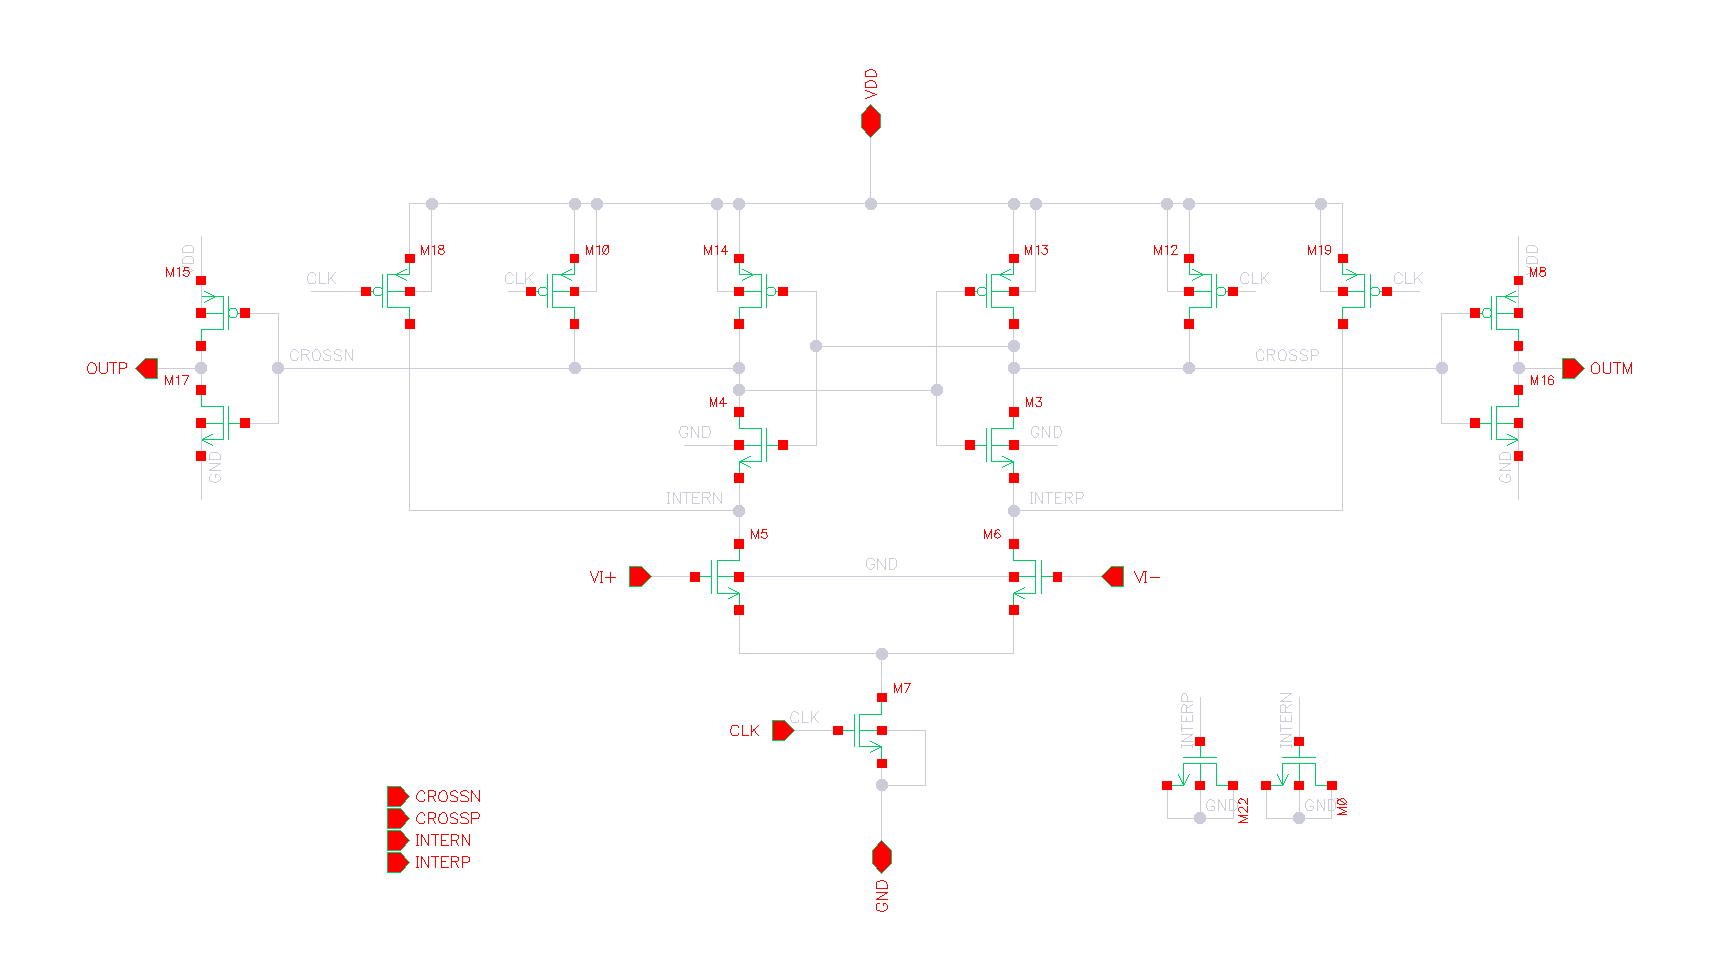 VDD
M18
M10
M14
M13
M12
M19
VDD
M15
CLK
CLK
CLK
CLK
VDD
M8
CROSSN
CROSSP
OUTP
M17
OUTM
M16
M4
M3
GND
GND
GND
GND
INTERN
INTERP
M5
M6
GND
VI+
VI-
M7
CLK
CLK
INTERP
INTERN
GND
M22
GND
M0
CROSSN
CROSSP
INTERN
INTERP
GND